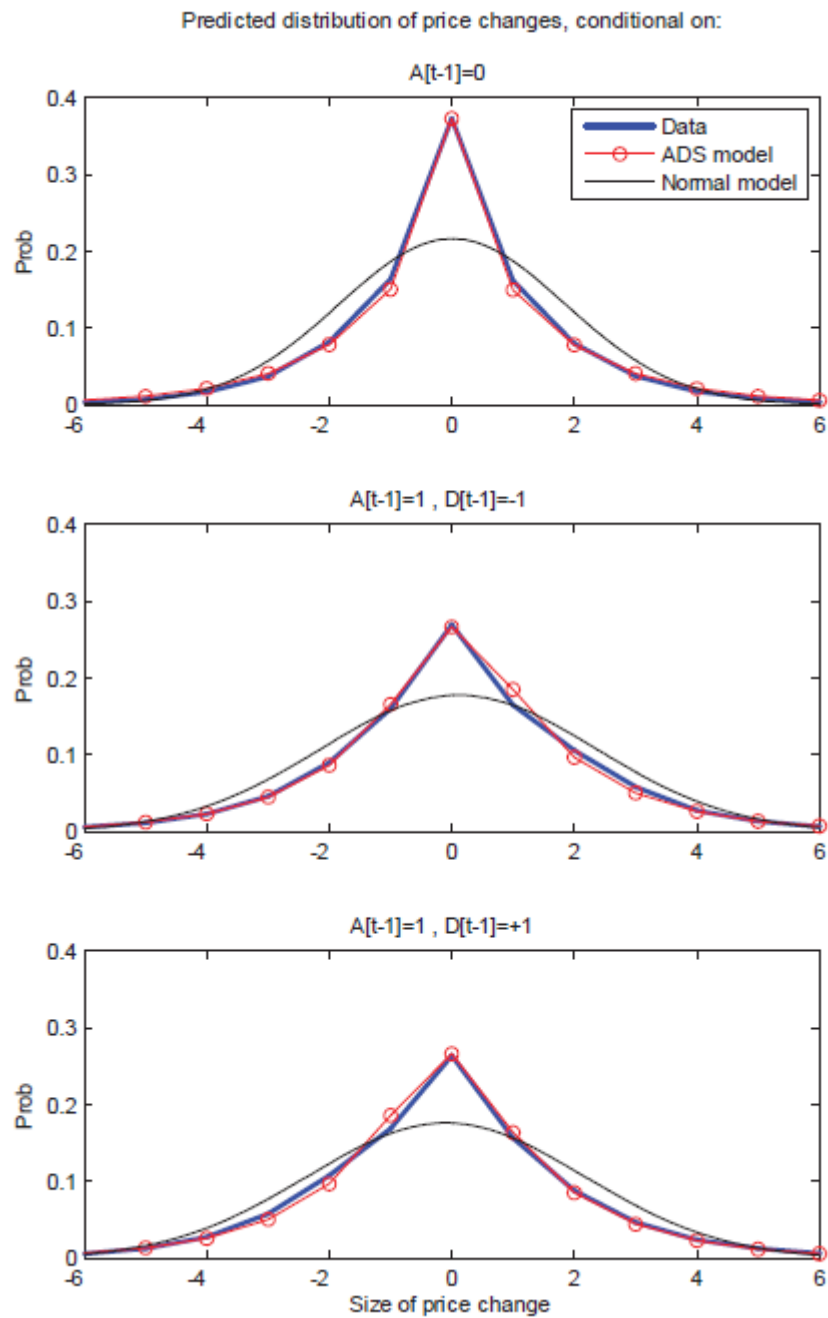 Predicted distribution of price changes, conditional on:
A[t-1]=0
0.4
0.3
0.2
0.1
0
Prob
Data
ADS model
Normal model
-6 -4 -2 0 2 4 6
A[t-1]=1 , D[t-1]=-1
0.4
0.3
0.2
0.1
0
Prob
-6 -4 -2 0 2 4 6
A[t-1]=1 , D[t-1]=+1
0.4
0.3
0.2
0.1
0
Prob
-6 -4 -2 0 2 4 6
Size of price change